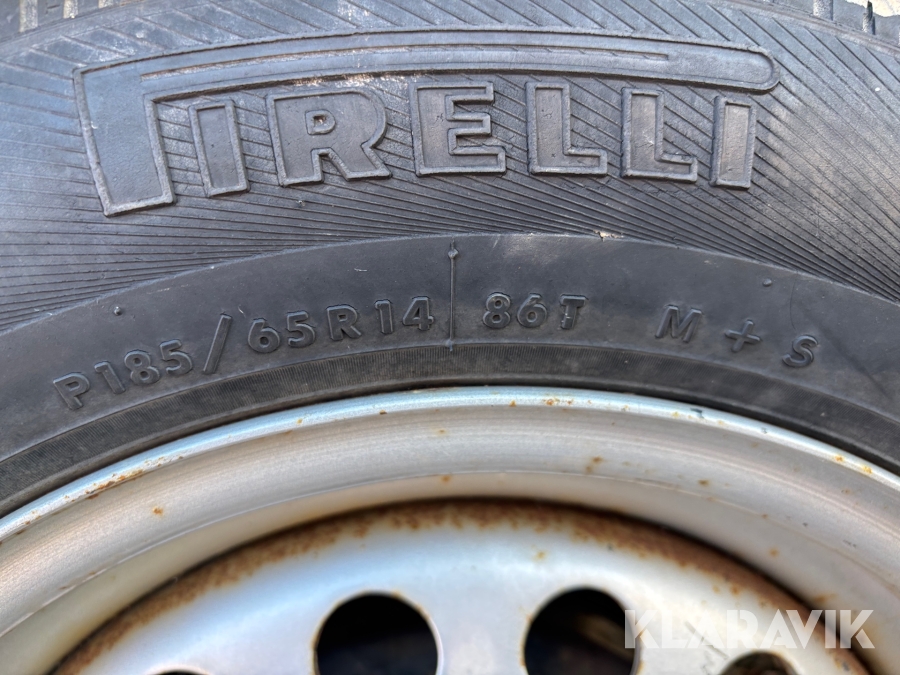 PIRELLI
P185/65R14 86T M+S
KLARAVIK